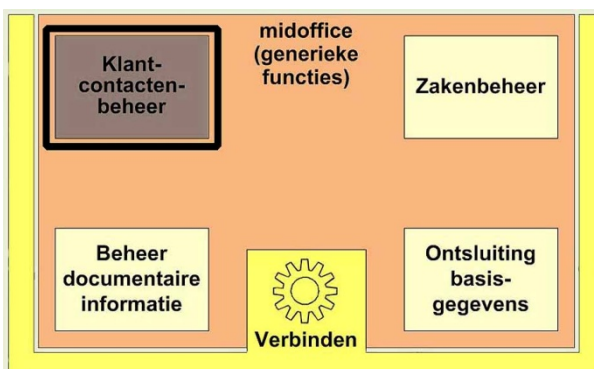 Klant-
contacten-
beheer
midoffice
(generieke
functies)
Zakenbeheer
Beheer
documentaire
informatie
Verbinden
Ontsluiting
basis-
gegevens